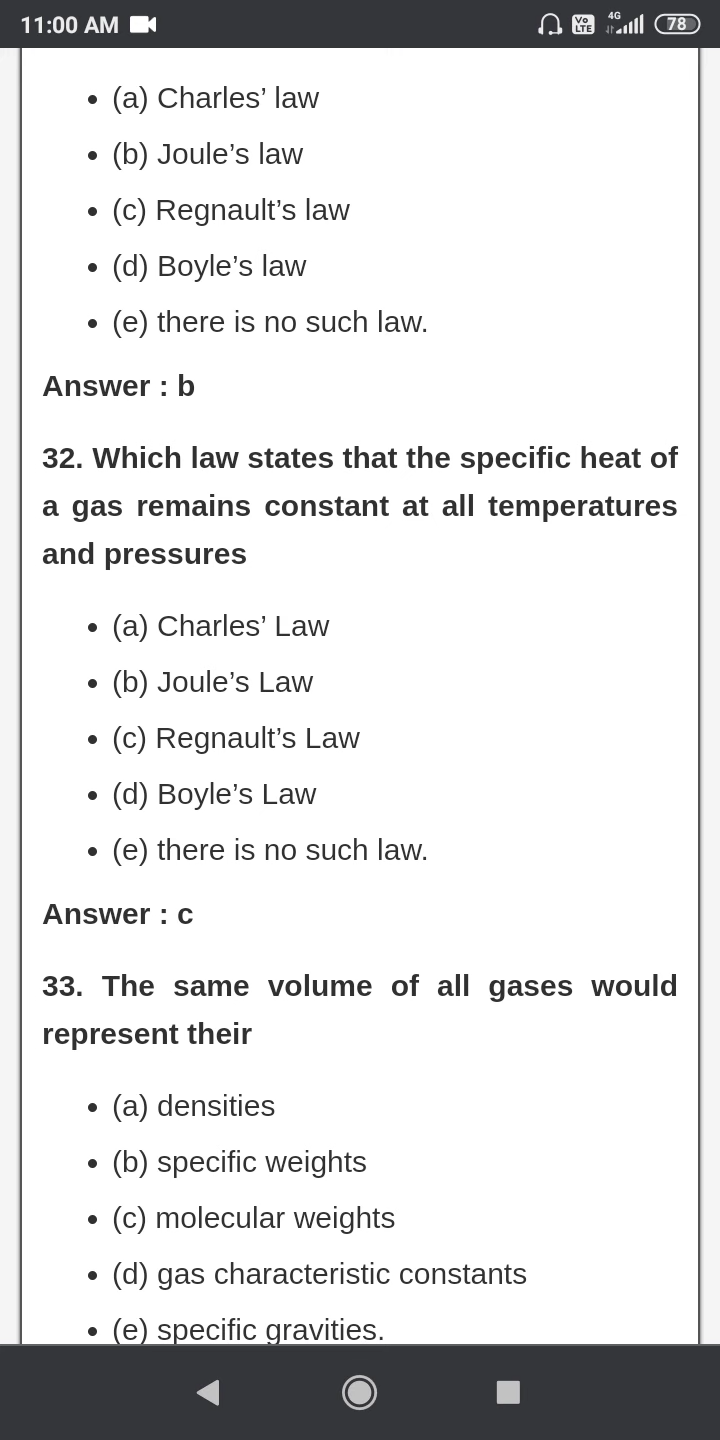 11:00 AM
Vo LTE
4G
78
• (a) Charles’ law
• (b) Joule’s law
• (c) Regnault’s law
• (d) Boyle’s law
• (e) there is no such law.
Answer : b
32. Which law states that the specific heat of
a gas remains constant at all temperatures
and pressures
• (a) Charles’ Law
• (b) Joule’s Law
• (c) Regnault’s Law
• (d) Boyle’s Law
• (e) there is no such law.
Answer : c
33. The same volume of all gases would
represent their
• (a) densities
• (b) specific weights
• (c) molecular weights
• (d) gas characteristic constants
• (e) specific gravities.